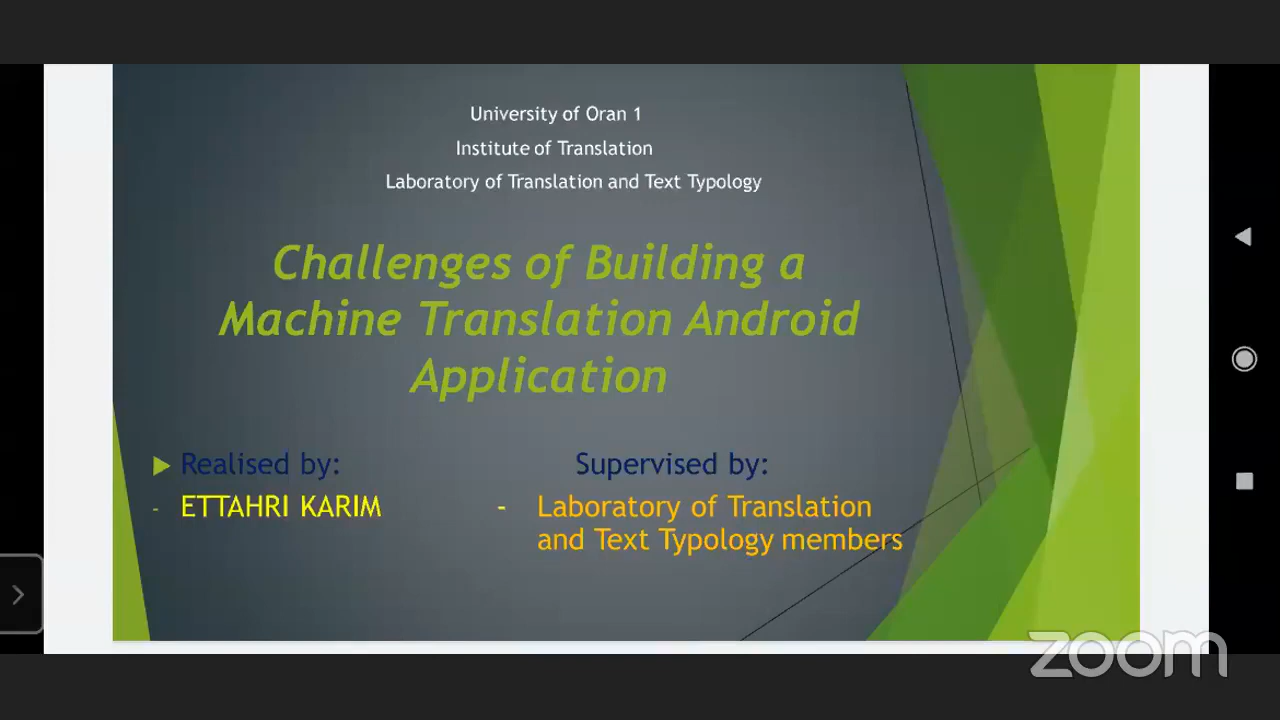 University of Oran 1
Institute of Translation
Laboratory of Translation and Text Typology
Challenges of Building a
Machine Translation Android
Application
Realised by:
- ETTAHRI KARIM
Supervised by:
- Laboratory of Translation
and Text Typology members
zoom